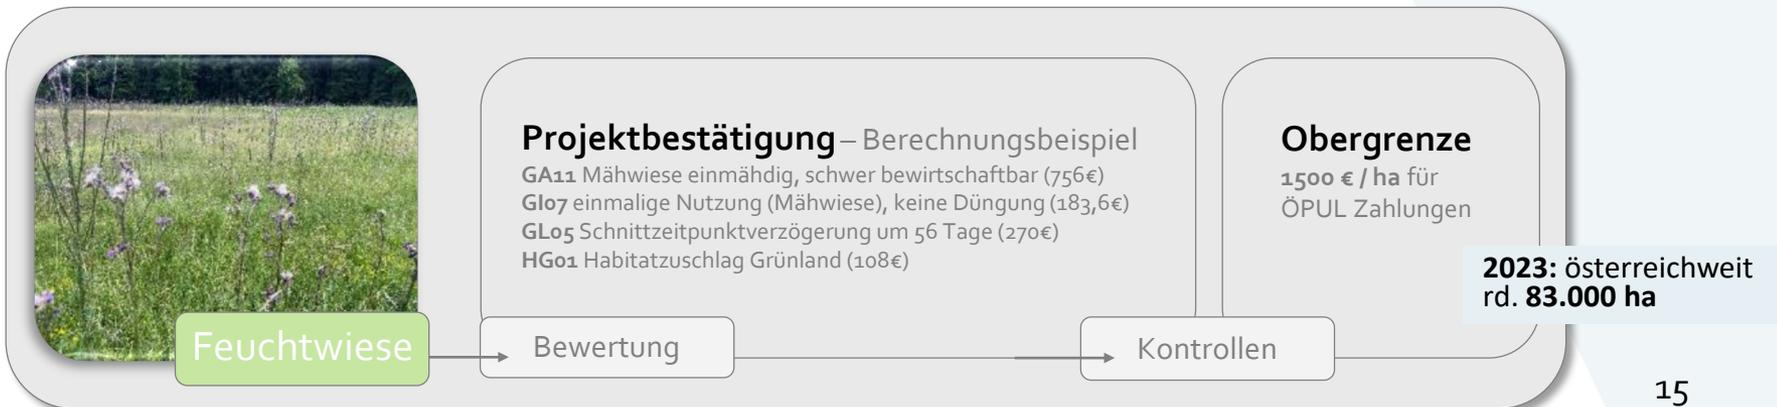 Projektbestätigung – Berechnungsbeispiel
GA11 Mähwiese einmähdig, schwer bewirtschaftbar (756€)
GI07 einmalige Nutzung (Mähwiese), keine Düngung (183,6€)
GL05 Schnittzeitpunktverzögerung um 56 Tage (270€)
HG01 Habitatzuschlag Grünland (108€)
Obergrenze
1500 € / ha für
ÖPUL Zahlungen
2023: österreichweit
rd. 83.000 ha
Feuchtwiese
Bewertung
Kontrollen
15